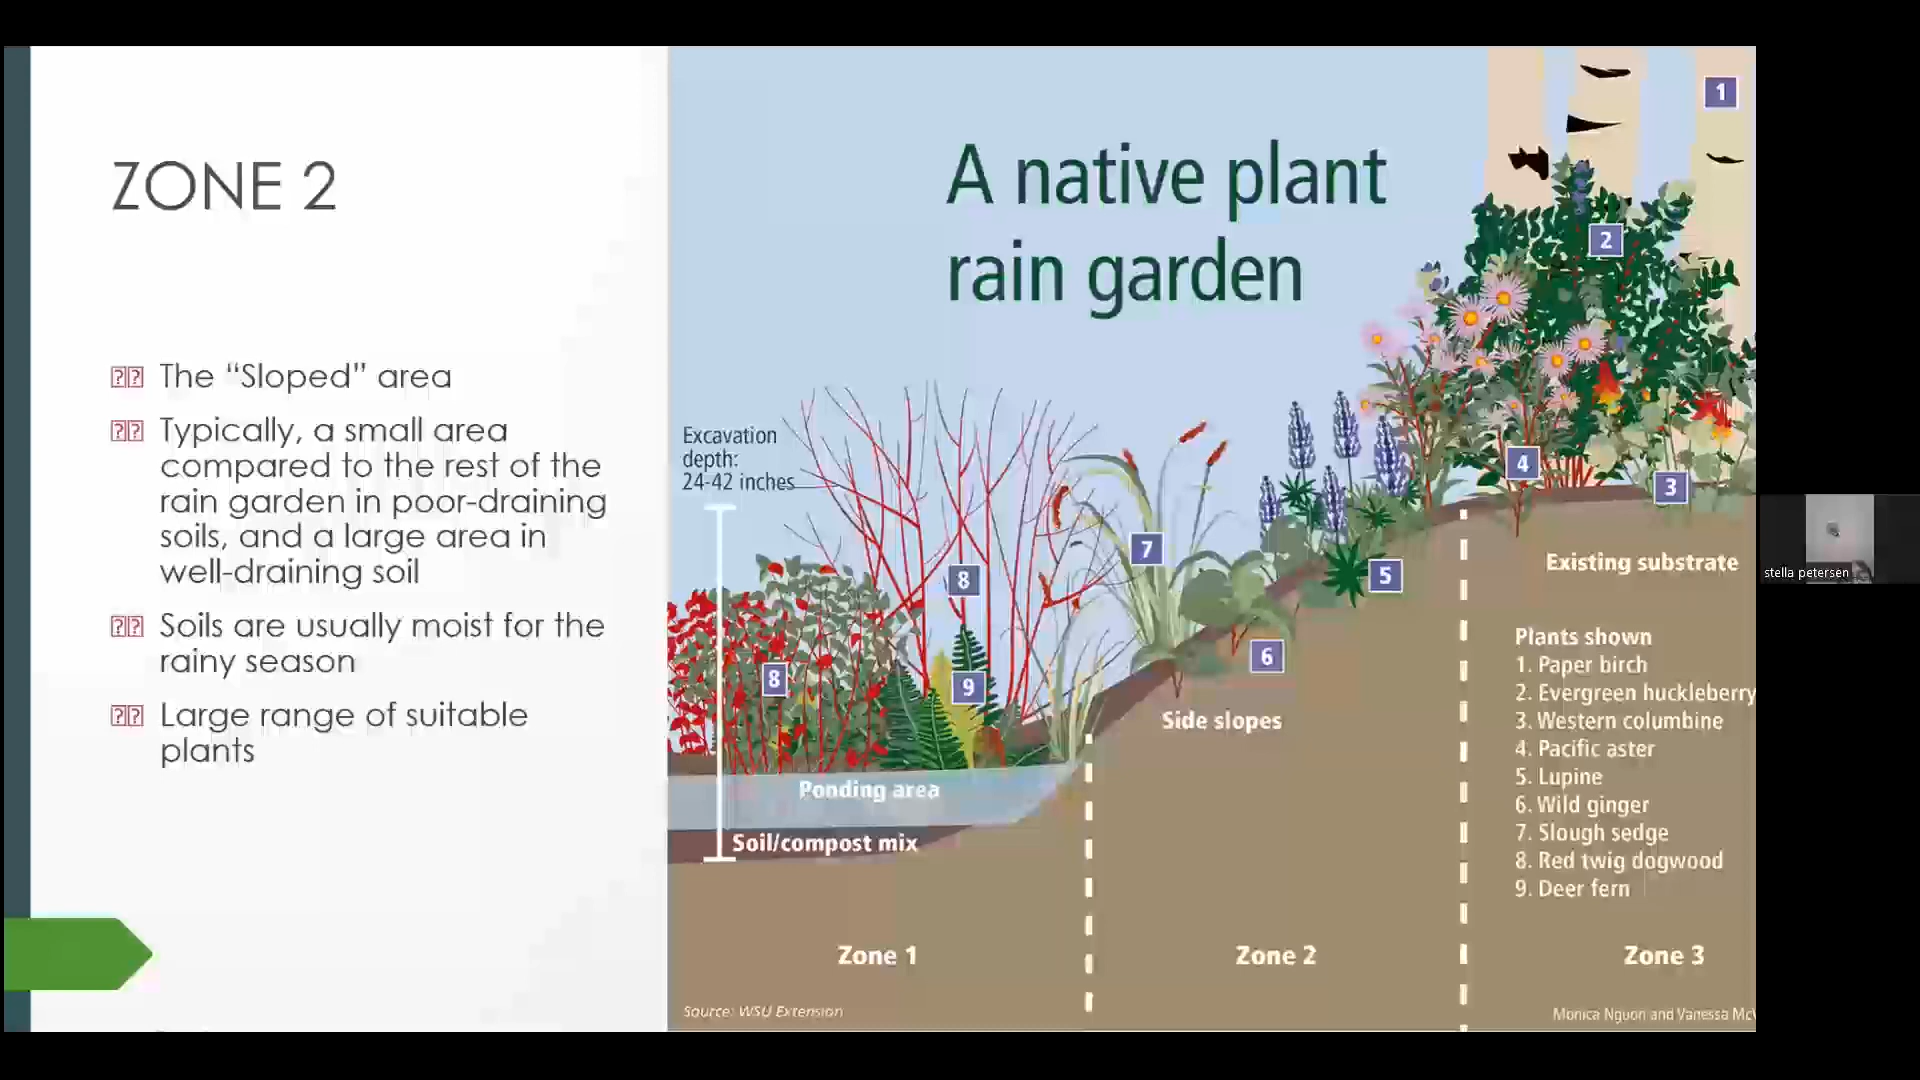 ZONE 2
The “Sloped” area
Typically, a small area
compared to the rest of the
rain garden in poor-draining
soils, and a large area in
well-draining soil
Soils are usually moist for the
rainy season
Large range of suitable
plants
A native plant
rain garden
Excavation
depth:
24-42 inches
1
2
3
4
5
6
7
8
8
9
Ponding area
Soil/compost mix
Side slopes
Existing substrate
Plants shown
1. Paper birch
2. Evergreen huckleberry
3. Western columbine
4. Pacific aster
5. Lupine
6. Wild ginger
7. Slough sedge
8. Red twig dogwood
9. Deer fern
Zone 1
Zone 2
Zone 3
Source: WSU Extension
Monica Nguon and Vanessa
stella petersen